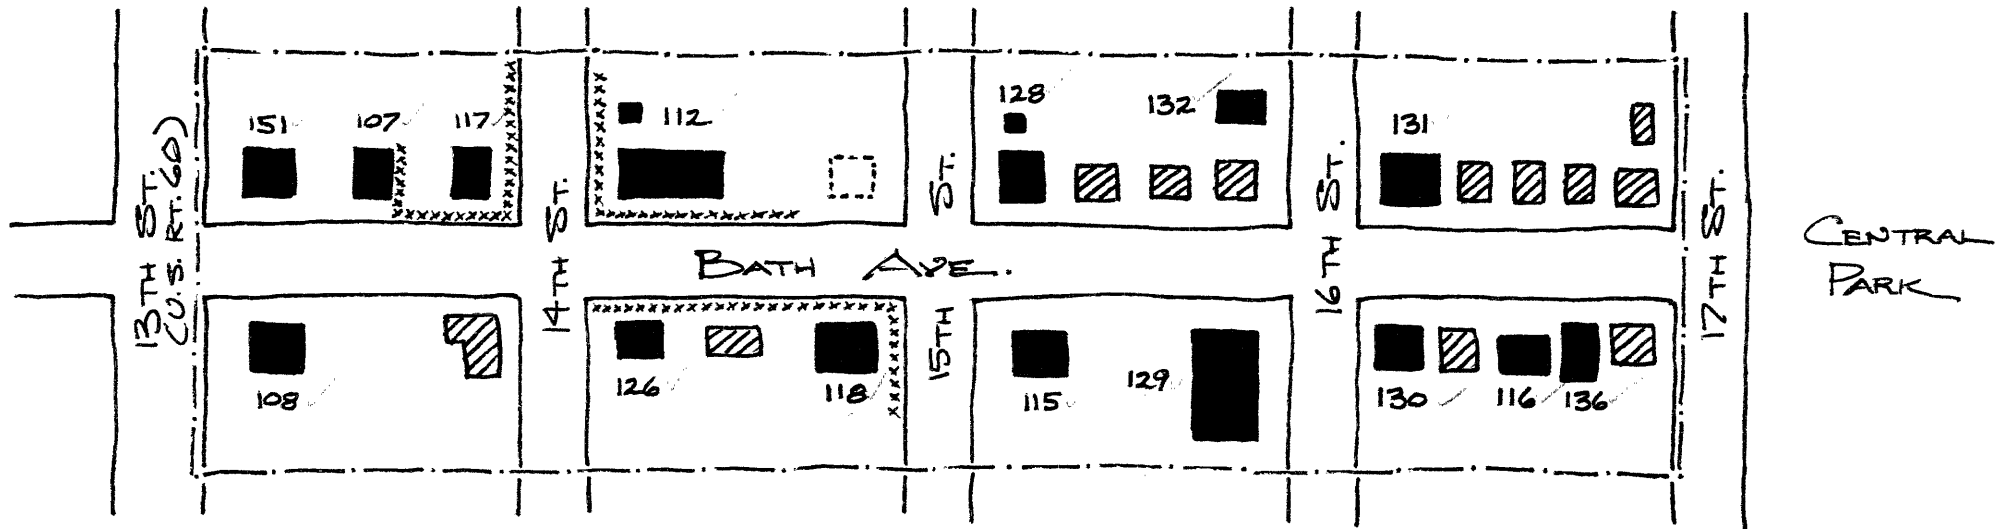 151
107
117
112
128
132
131
13TH ST.
(U.S. RT. 60)
14TH ST.
BATH AVE.
15TH ST.
16TH ST.
17TH ST.
CENTRAL
PARK
108
126
118
115
129
130
116
136